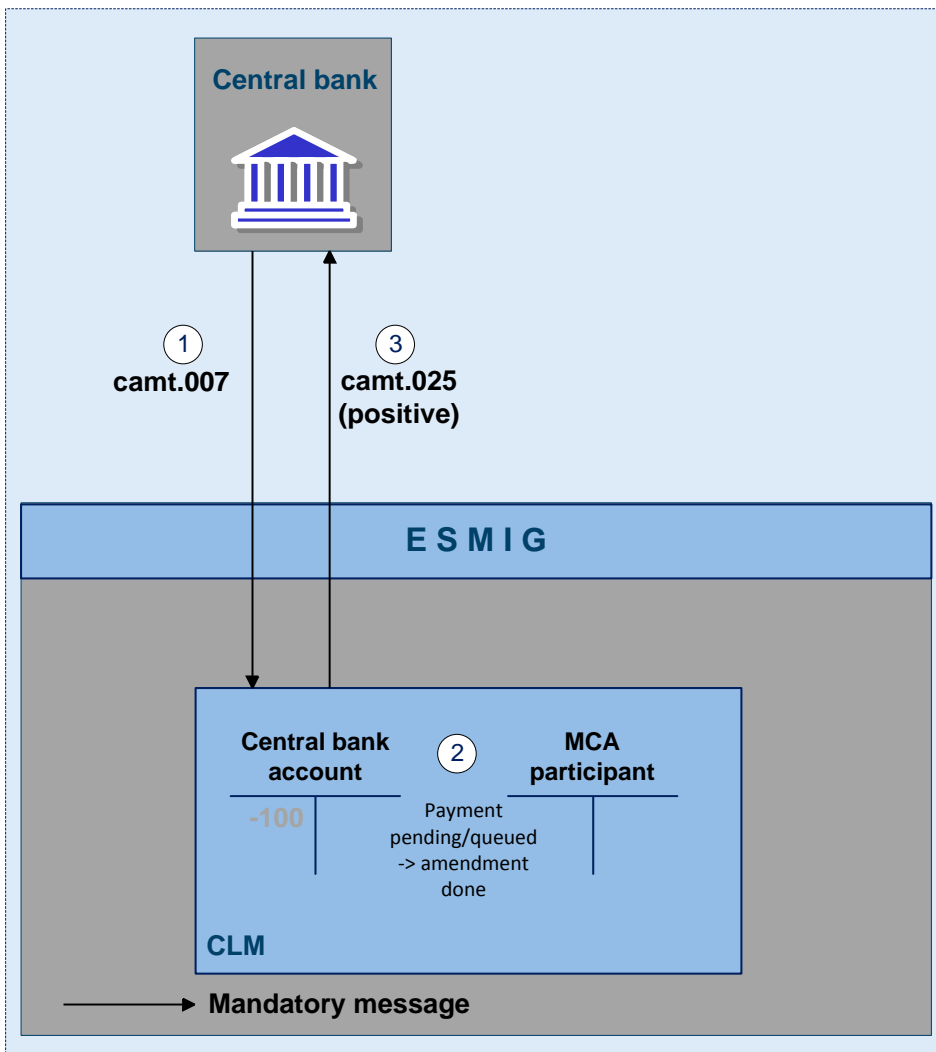 Central bank
1
camt.007
3
camt.025
(positive)
E S M I G
Central bank
account
2
MCA
participant
-100
Payment
pending/queued
-> amendment
done
CLM
Mandatory message